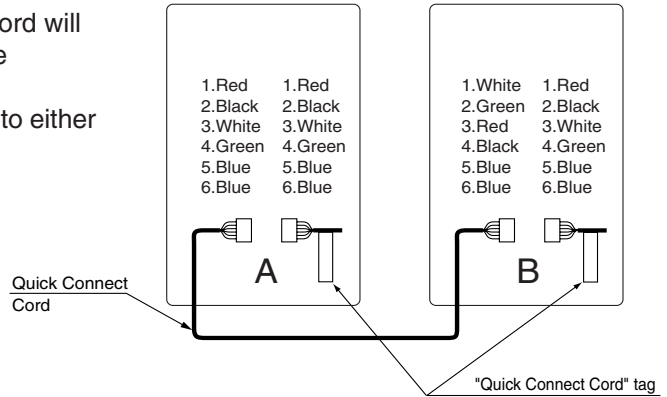 ord will
e
to either
1.Red 1.Red
2.Black 2.Black
3.White 3.White
4.Green 4.Green
5.Blue 5.Blue
6.Blue 6.Blue
1.White 1.Red
2.Green 2.Black
3.Red 3.White
4.Black 4.Green
5.Blue 5.Blue
6.Blue 6.Blue
A
B
Quick Connect
Cord
"Quick Connect Cord" tag